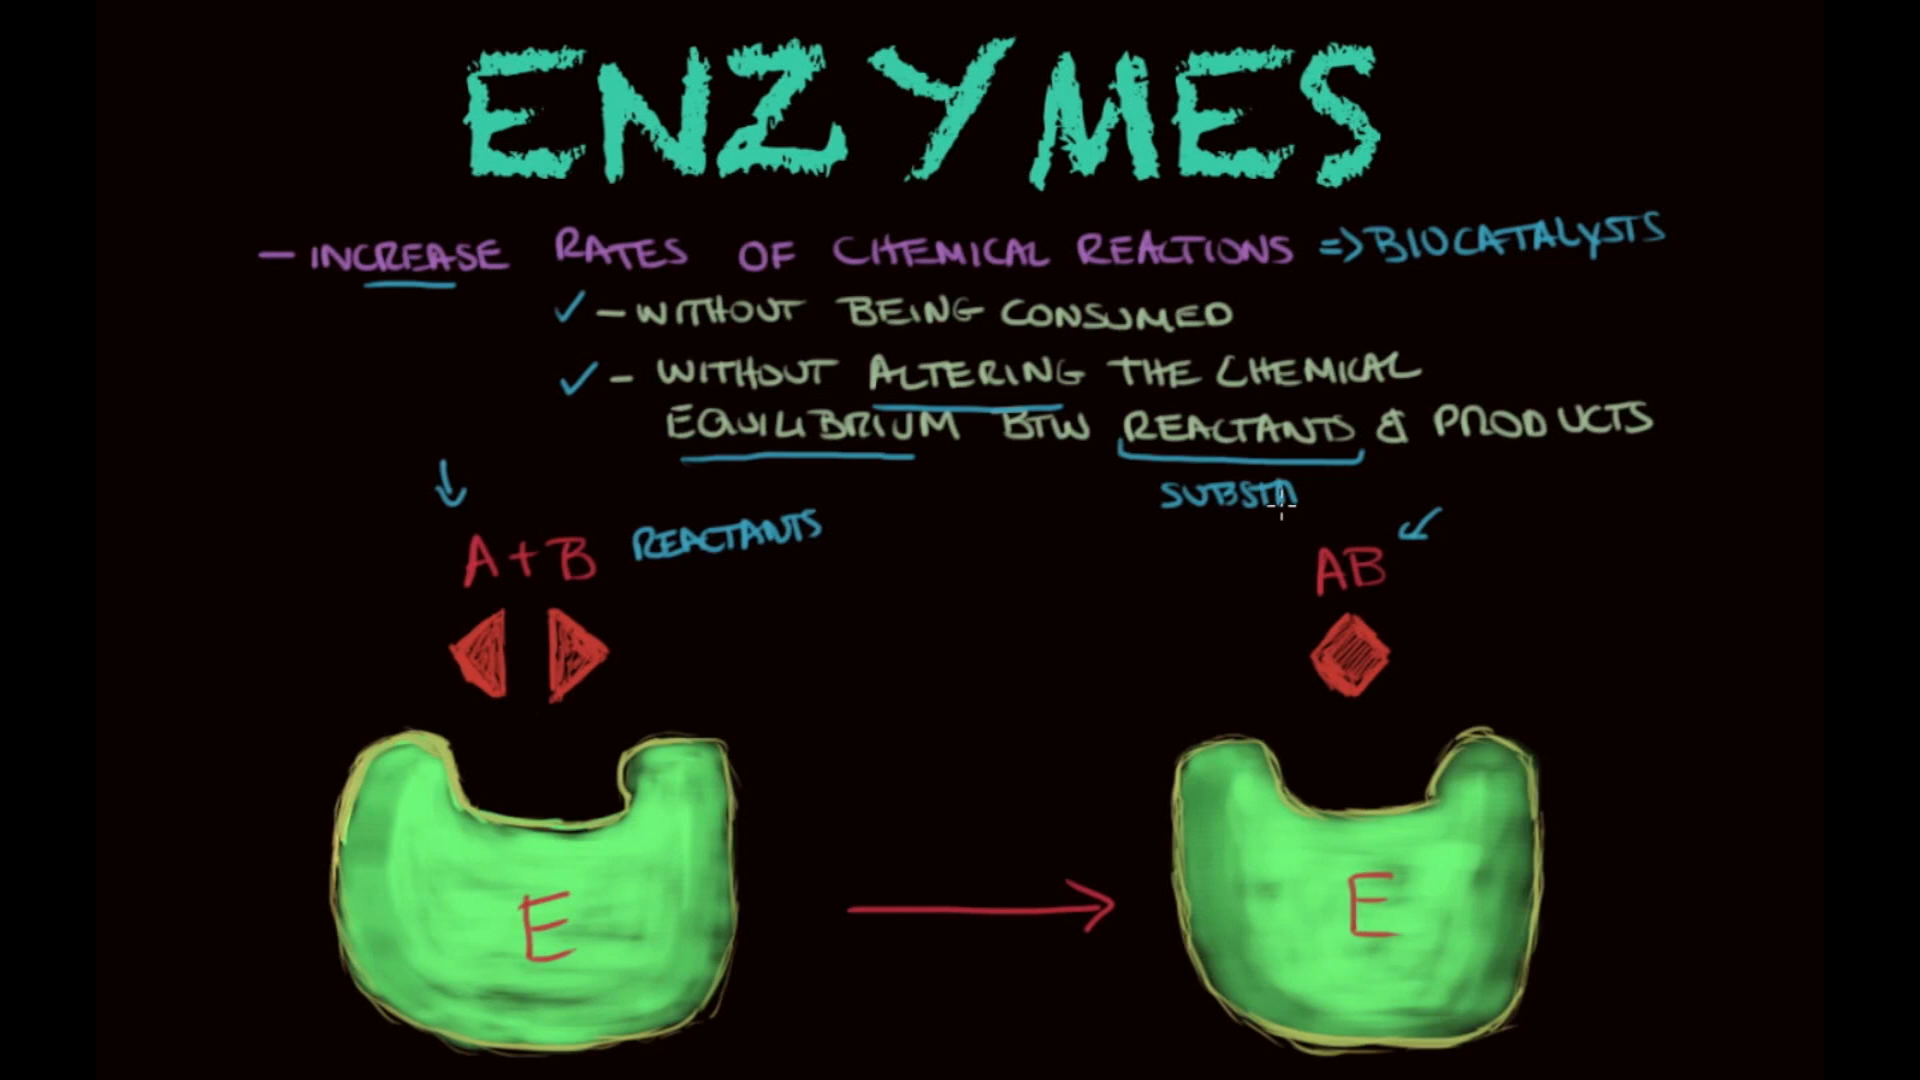 ENZYMES
- INCREASE RATES OF CHEMICAL REACTIONS => BIOCATALYSTS
✓ - WITHOUT BEING CONSUMED
✓ - WITHOUT ALTERING THE CHEMICAL
EQUILIBRIUM BTW REACTANTS & PRODUCTS
SUBSTR
A + B REACTANTS
AB
E
E